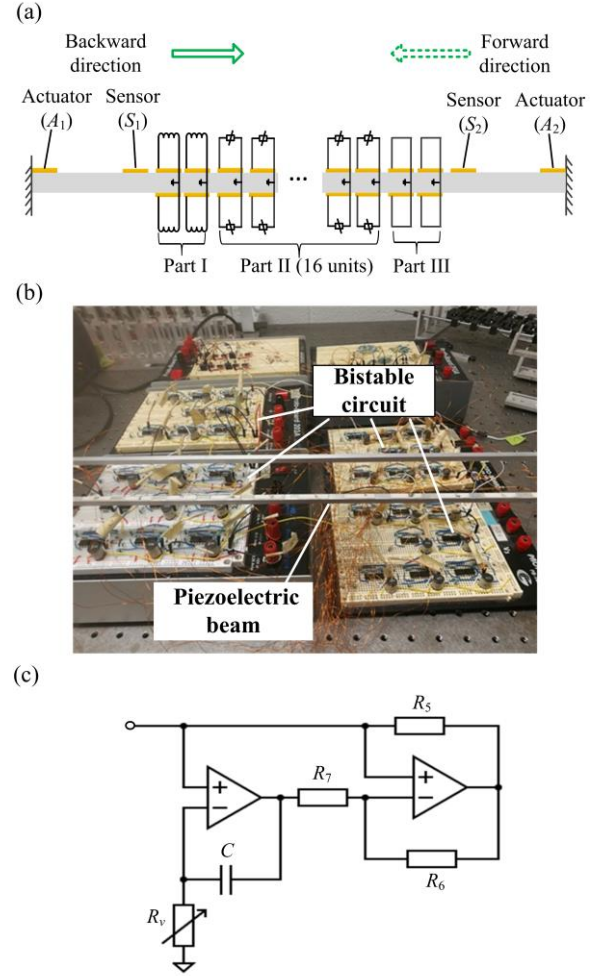 (a)
Backward direction
Forward direction
Actuator (A₁)
Sensor (S₁)
Sensor (S₂)
Actuator (A₂)
...
Part I
Part II (16 units)
Part III
(b)
Bistable circuit
Piezoelectric beam
(c)
R₅
+
−
R₇
+
−
C
R₆
Rᵥ